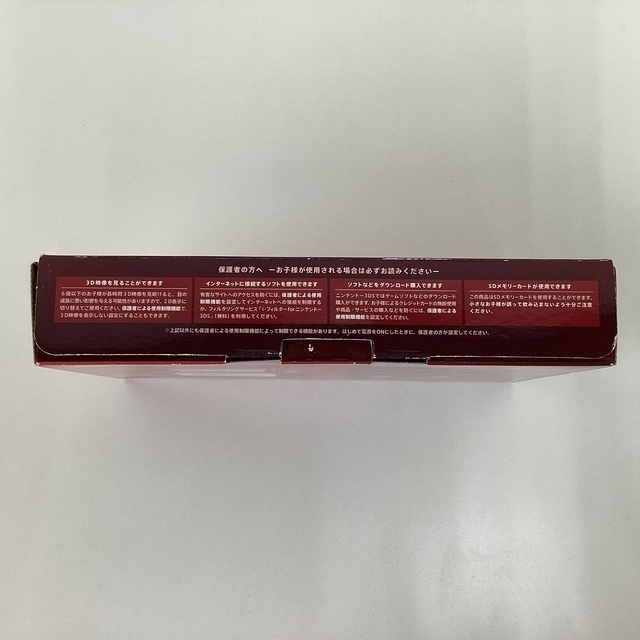 保護者の方へ ーお子様が使用される場合は必ずお読みくださいー
3D映像を見ることができます
6歳以下のお子様が長時間3D映像を見続けると、目の
成長に悪い影響を与える可能性がありますので、2D表示に
切り替えてご使用ください。保護者による使用制限機能で
3D映像を表示しない設定にすることもできます。
インターネットに接続するソフトを使用できます
有害なサイトへのアクセスを防ぐには、保護者による使用
制限機能を設定してインターネットへの接続を制限する
か、フィルタリングサービス「i-フィルターforニンテンドー
3DS」(無料)を利用してください。
ソフトなどをダウンロード購入できます
ニンテンドー3DSではゲームソフトなどのダウンロード
購入ができます。お子様によるクレジットカードの無断使用
や商品・サービスの購入などを防ぐには、保護者による
使用制限機能を設定してください。
SDメモリーカードが使用できます
この商品はSDメモリーカードを使用することができます。
小さなお子様が誤って飲み込まないよう十分ご注意
ください。
※上記以外にも保護者による使用制限機能によって制限できる機能があります。はじめて電源をONにしたときに、保護者の方が設定してください。